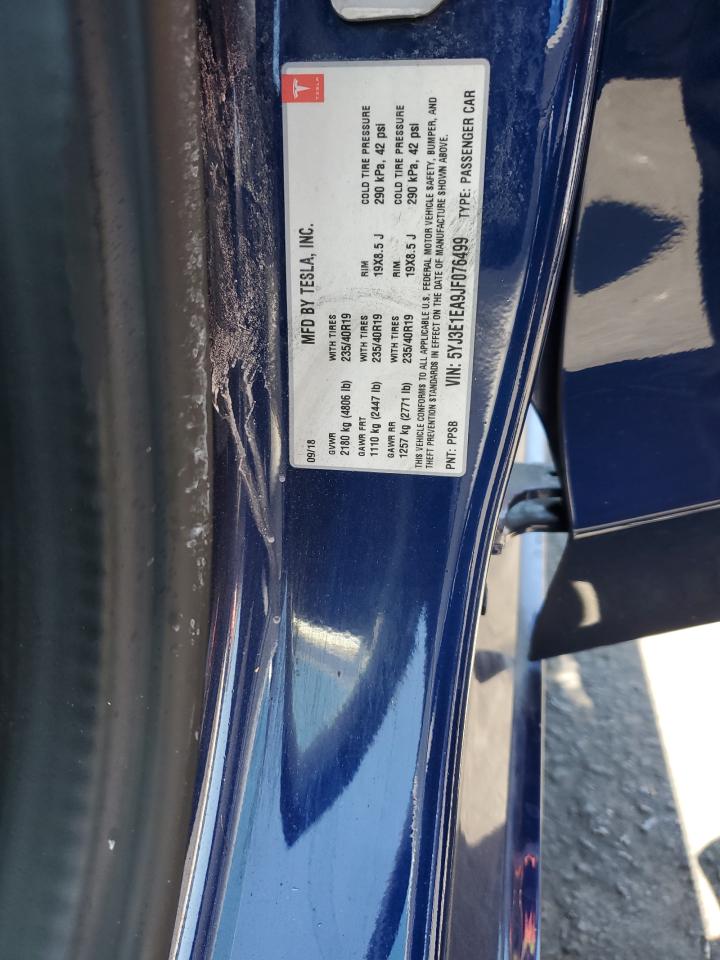 TESLA
MFD BY TESLA, INC.
09/18
GVWR WITH TIRES RIM COLD TIRE PRESSURE
2180 kg (4806 lb) 235/40R19 19X8.5 J 290 kPa, 42 psi
GAWR FRT WITH TIRES
1110 kg (2447 lb) 235/40R19
GAWR RR WITH TIRES RIM COLD TIRE PRESSURE
1257 kg (2771 lb) 235/40R19 19X8.5 J 290 kPa, 42 psi
THIS VEHICLE CONFORMS TO ALL APPLICABLE U.S. FEDERAL MOTOR VEHICLE SAFETY, BUMPER, AND
THEFT PREVENTION STANDARDS IN EFFECT ON THE DATE OF MANUFACTURE SHOWN ABOVE.
PNT: PPSB VIN: 5YJ3E1EA9JF076499 TYPE: PASSENGER CAR